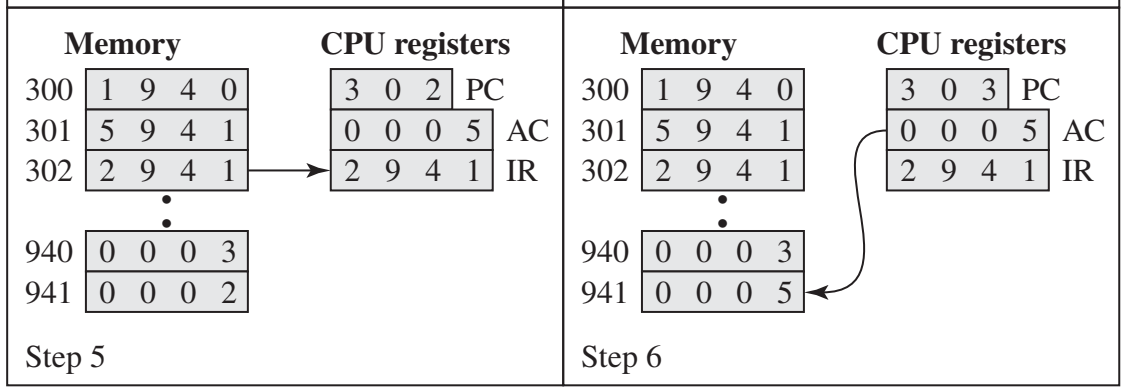 Memory CPU registers
300 1 9 4 0 3 0 2 PC
301 5 9 4 1 0 0 0 5 AC
302 2 9 4 1 2 9 4 1 IR
940 0 0 0 3
941 0 0 0 2
Step 5
Memory CPU registers
300 1 9 4 0 3 0 3 PC
301 5 9 4 1 0 0 0 5 AC
302 2 9 4 1 2 9 4 1 IR
940 0 0 0 3
941 0 0 0 5
Step 6